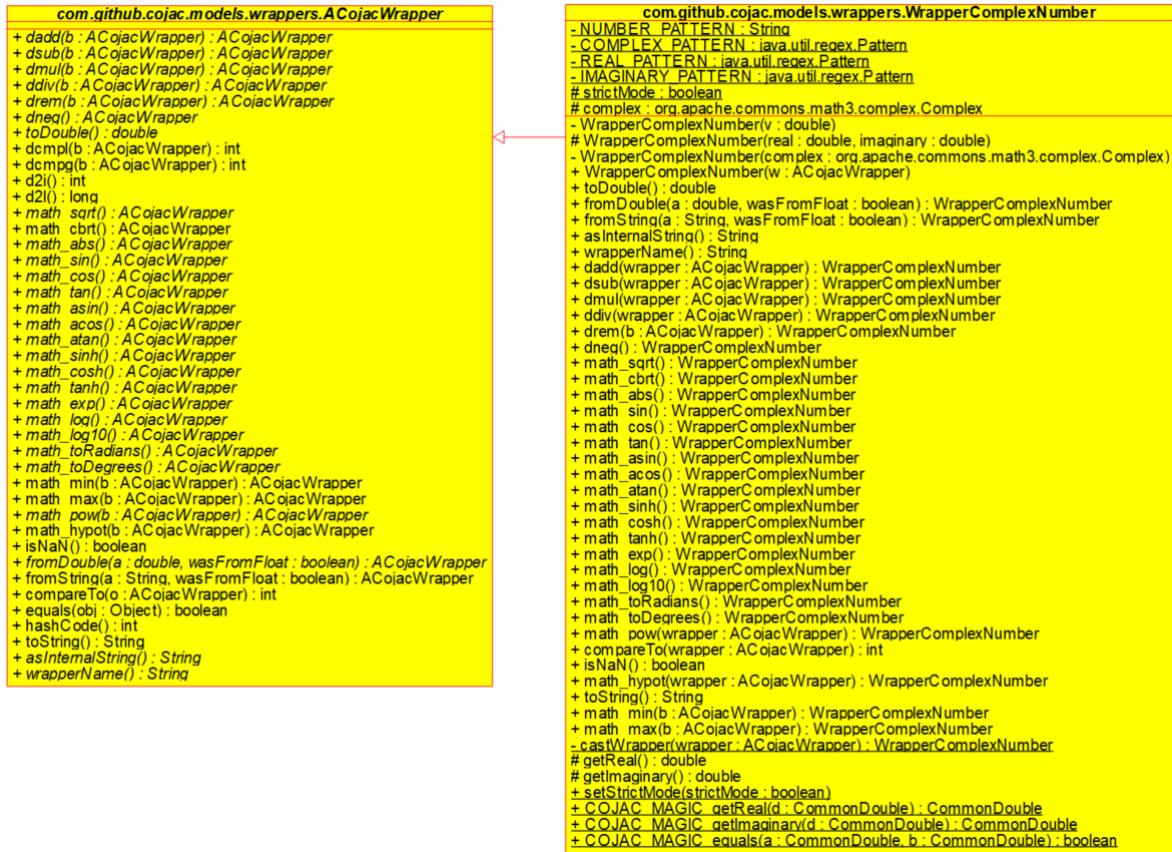 com.github.cojac.models.wrappers.ACojacWrapper
+ dadd(b : ACojacWrapper) : ACojacWrapper
+ dsub(b : ACojacWrapper) : ACojacWrapper
+ dmul(b : ACojacWrapper) : ACojacWrapper
+ ddiv(b : ACojacWrapper) : ACojacWrapper
+ drem(b : ACojacWrapper) : ACojacWrapper
+ dneg() : ACojacWrapper
+ toDouble() : double
+ dcmpl(b : ACojacWrapper) : int
+ dcmpg(b : ACojacWrapper) : int
+ d2i() : int
+ d2l() : long
+ math_sqrt() : ACojacWrapper
+ math_cbrt() : ACojacWrapper
+ math_abs() : ACojacWrapper
+ math_sin() : ACojacWrapper
+ math_cos() : ACojacWrapper
+ math_tan() : ACojacWrapper
+ math_asin() : ACojacWrapper
+ math_acos() : ACojacWrapper
+ math_atan() : ACojacWrapper
+ math_sinh() : ACojacWrapper
+ math_cosh() : ACojacWrapper
+ math_tanh() : ACojacWrapper
+ math_exp() : ACojacWrapper
+ math_log() : ACojacWrapper
+ math_log10() : ACojacWrapper
+ math_toRadians() : ACojacWrapper
+ math_toDegrees() : ACojacWrapper
+ math_min(b : ACojacWrapper) : ACojacWrapper
+ math_max(b : ACojacWrapper) : ACojacWrapper
+ math_pow(b : ACojacWrapper) : ACojacWrapper
+ math_hypot(b : ACojacWrapper) : ACojacWrapper
+ isNaN() : boolean
+ fromDouble(a : double, wasFromFloat : boolean) : ACojacWrapper
+ fromString(a : String, wasFromFloat : boolean) : ACojacWrapper
+ compareTo(o : ACojacWrapper) : int
+ equals(obj : Object) : boolean
+ hashCode() : int
+ toString() : String
+ asInternalString() : String
+ wrapperName() : String
com.github.cojac.models.wrappers.WrapperComplexNumber
- NUMBER_PATTERN : String
- COMPLEX_PATTERN : java.util.regex.Pattern
- REAL_PATTERN : java.util.regex.Pattern
- IMAGINARY_PATTERN : java.util.regex.Pattern
# strictMode : boolean
# complex : org.apache.commons.math3.complex.Complex
- WrapperComplexNumber(v : double)
# WrapperComplexNumber(real : double, imaginary : double)
- WrapperComplexNumber(complex : org.apache.commons.math3.complex.Complex)
+ WrapperComplexNumber(w : ACojacWrapper)
+ toDouble() : double
+ fromDouble(a : double, wasFromFloat : boolean) : WrapperComplexNumber
+ fromString(a : String, wasFromFloat : boolean) : WrapperComplexNumber
+ asInternalString() : String
+ wrapperName() : String
+ dadd(wrapper : ACojacWrapper) : WrapperComplexNumber
+ dsub(wrapper : ACojacWrapper) : WrapperComplexNumber
+ dmul(wrapper : ACojacWrapper) : WrapperComplexNumber
+ ddiv(wrapper : ACojacWrapper) : WrapperComplexNumber
+ drem(b : ACojacWrapper) : WrapperComplexNumber
+ dneg() : WrapperComplexNumber
+ math_sqrt() : WrapperComplexNumber
+ math_cbrt() : WrapperComplexNumber
+ math_abs() : WrapperComplexNumber
+ math_sin() : WrapperComplexNumber
+ math_cos() : WrapperComplexNumber
+ math_tan() : WrapperComplexNumber
+ math_asin() : WrapperComplexNumber
+ math_acos() : WrapperComplexNumber
+ math_atan() : WrapperComplexNumber
+ math_sinh() : WrapperComplexNumber
+ math_cosh() : WrapperComplexNumber
+ math_tanh() : WrapperComplexNumber
+ math_exp() : WrapperComplexNumber
+ math_log() : WrapperComplexNumber
+ math_log10() : WrapperComplexNumber
+ math_toRadians() : WrapperComplexNumber
+ math_toDegrees() : WrapperComplexNumber
+ math_pow(wrapper : ACojacWrapper) : WrapperComplexNumber
+ compareTo(wrapper : ACojacWrapper) : int
+ isNaN() : boolean
+ math_hypot(wrapper : ACojacWrapper) : WrapperComplexNumber
+ toString() : String
+ math_min(b : ACojacWrapper) : WrapperComplexNumber
+ math_max(b : ACojacWrapper) : WrapperComplexNumber
- castWrapper(wrapper : ACojacWrapper) : WrapperComplexNumber
# getReal() : double
# getImaginary() : double
+ setStrictMode(strictMode : boolean)
+ COJAC_MAGIC_getReal(d : CommonDouble) : CommonDouble
+ COJAC_MAGIC_getImaginary(d : CommonDouble) : CommonDouble
+ COJAC_MAGIC_equals(a : CommonDouble, b : CommonDouble) : boolean